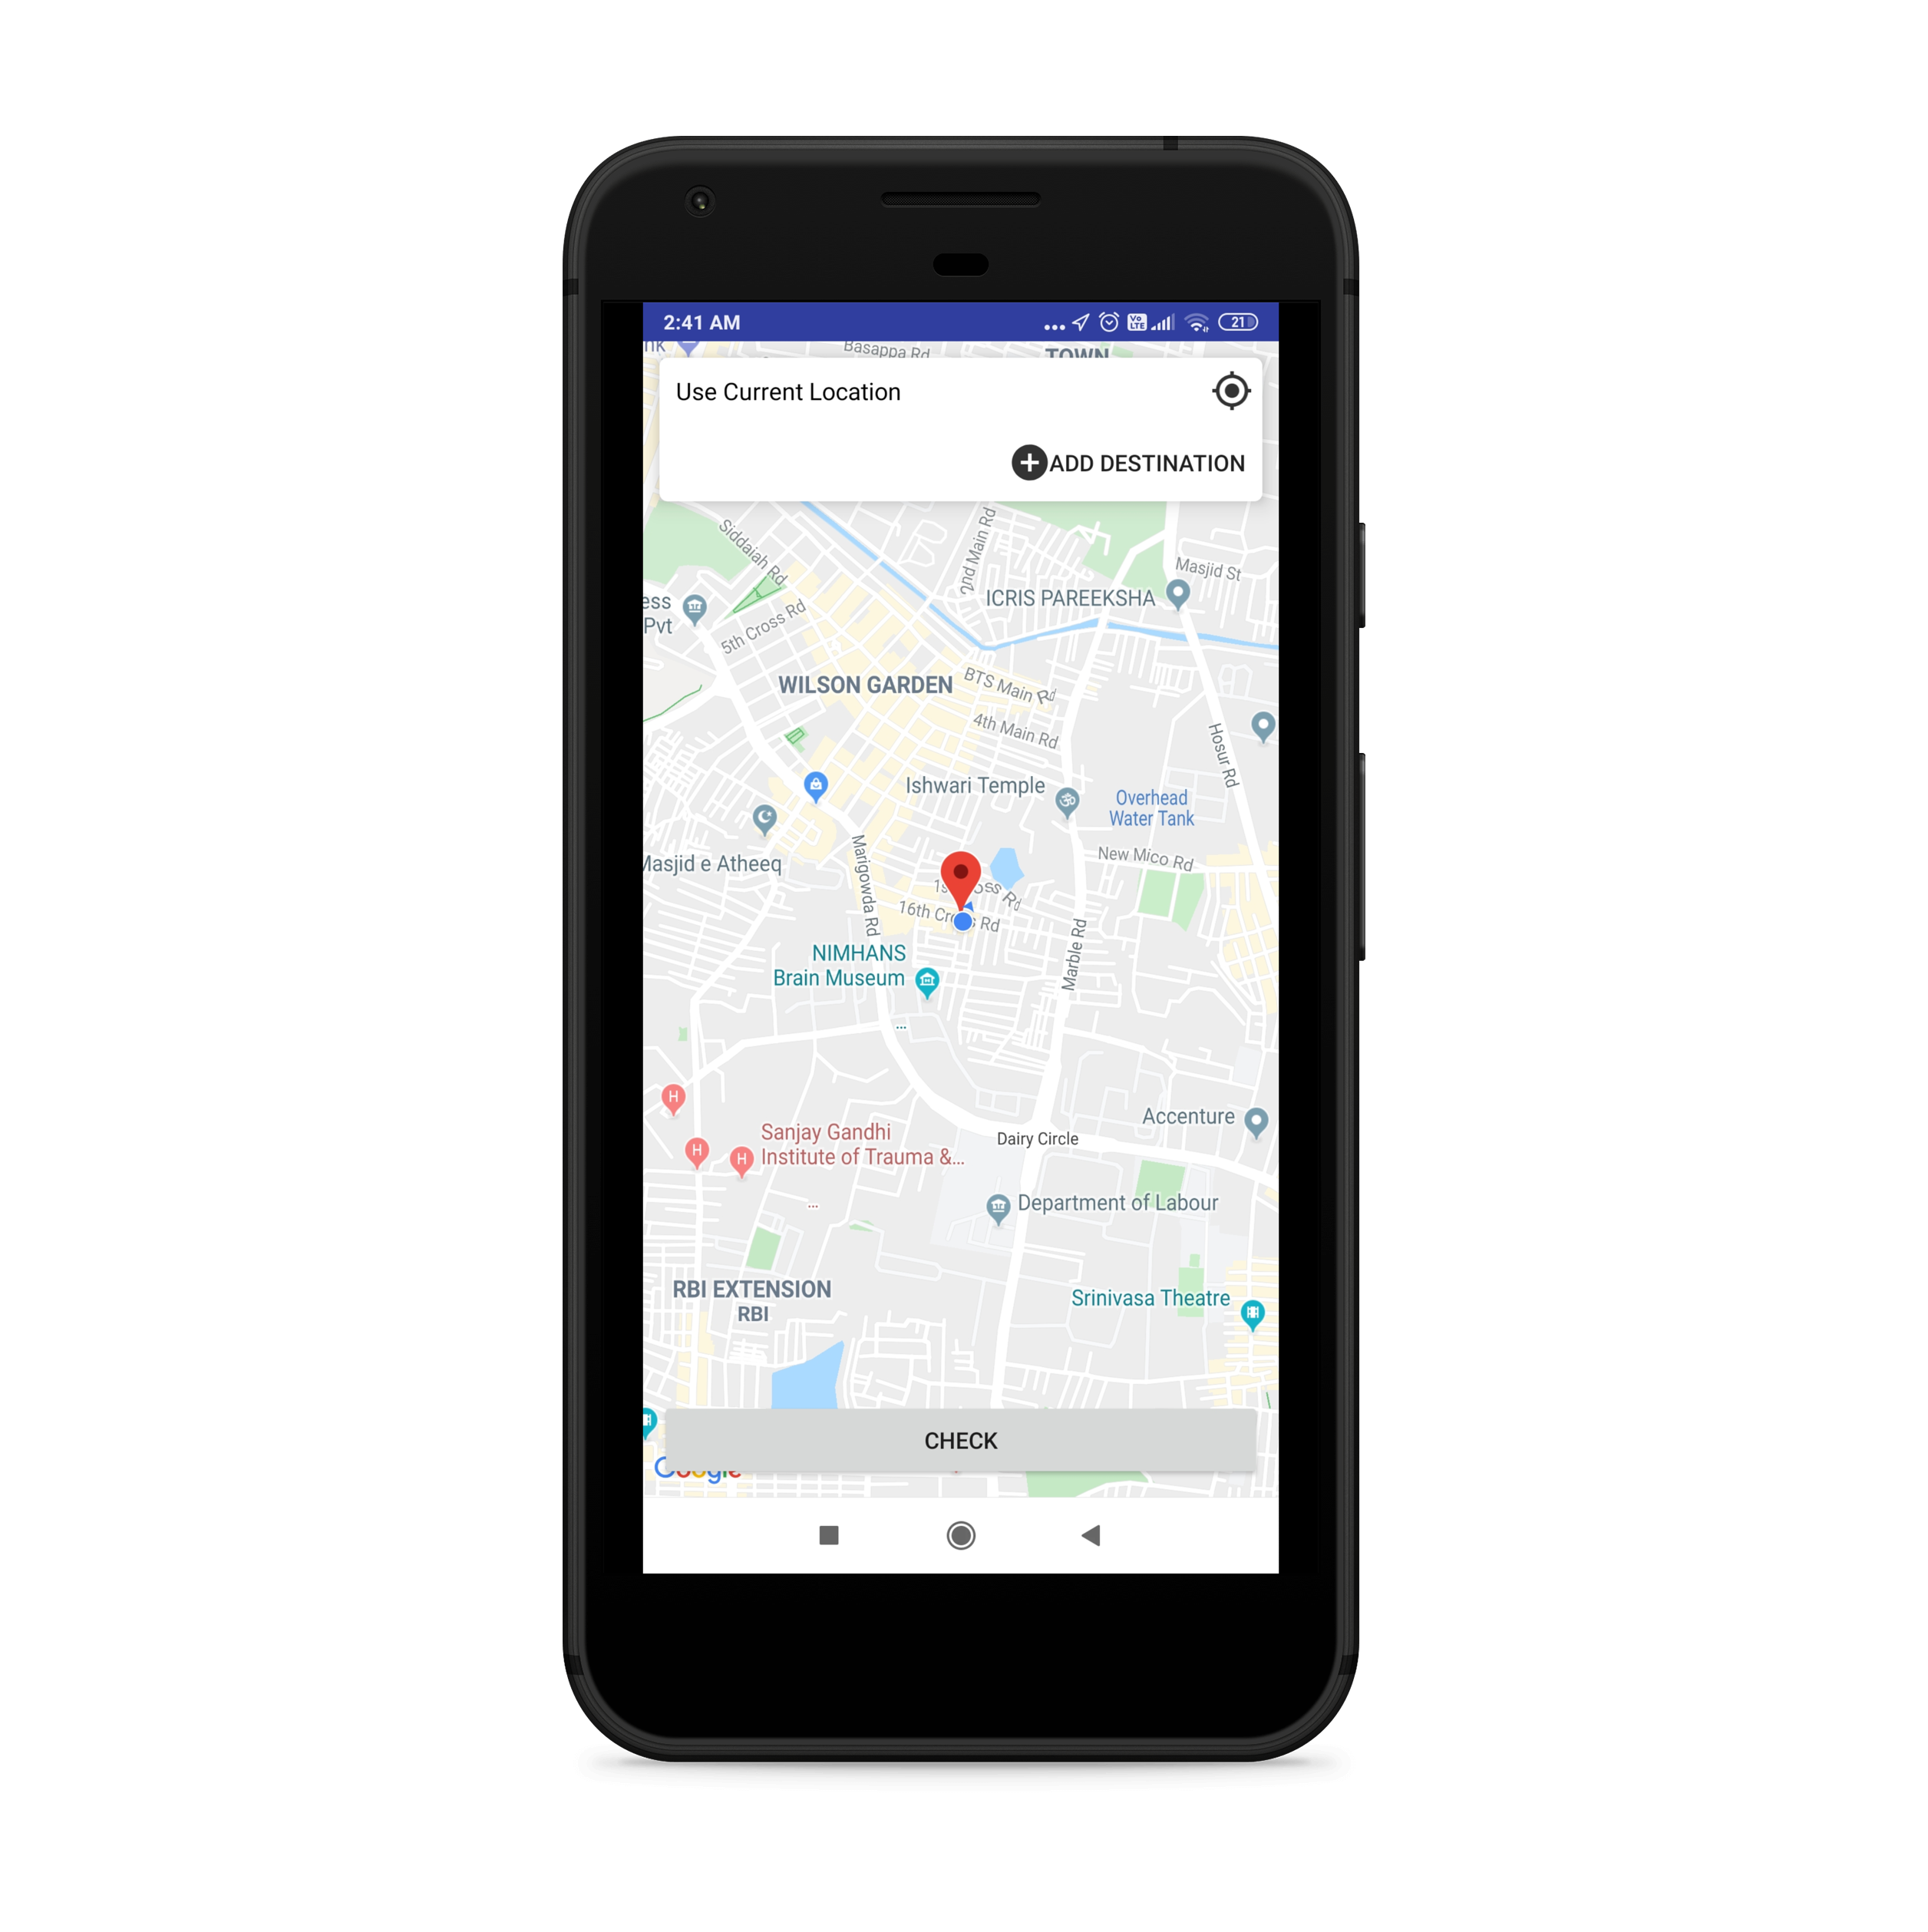 2:41 AM
Vo
LTE
21
nk
Basappa Rd
TOWN
Use Current Location
ADD DESTINATION
Siddaiah Rd
2nd Main Rd
Masjid St
ess
Pvt
5th Cross Rd
ICRIS PAREEKSHA
WILSON GARDEN
BTS Main Rd
4th Main Rd
Hosur Rd
Ishwari Temple
Overhead
Water Tank
Masjid e Atheeq
Marigowda Rd
New Mico Rd
16th Cross Rd
Marble Rd
NIMHANS
Brain Museum
...
H
H
H
Sanjay Gandhi
Institute of Trauma &...
Dairy Circle
Accenture
...
Department of Labour
RBI EXTENSION
RBI
Srinivasa Theatre
CHECK
Google